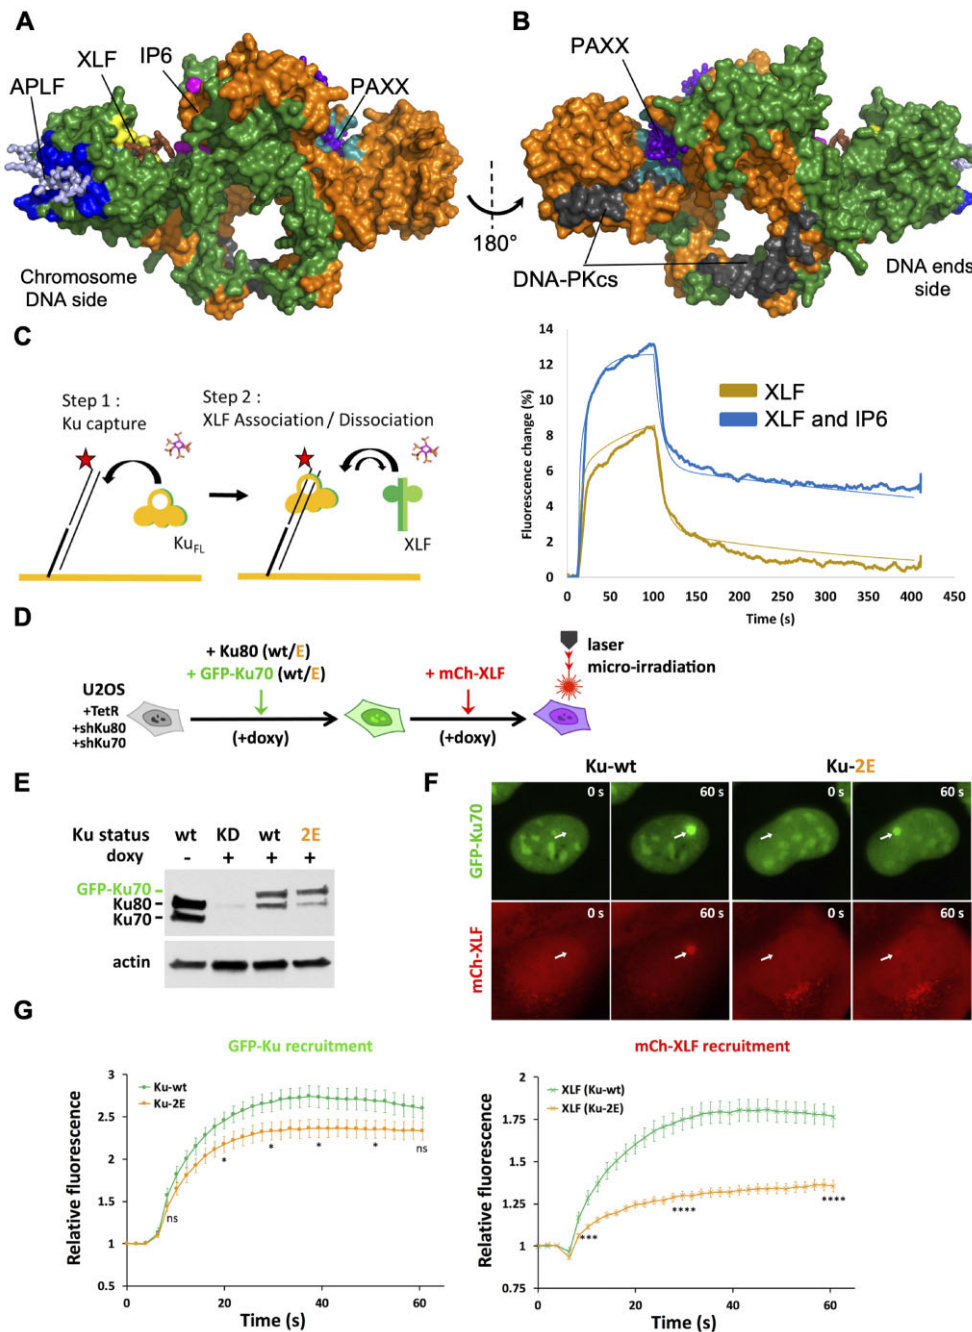 A
B
APLF
XLF
IP6
PAXX
PAXX
180°
Chromosome
DNA side
DNA-PKcs
DNA ends
side
C
Step 1 :
Ku capture
Step 2 :
XLF Association / Dissociation
KuFL
XLF
Fluorescence change (%)
14
12
10
8
6
4
2
0
XLF
XLF and IP6
0 50 100 150 200 250 300 350 400 450
Time (s)
D
U2OS
+TetR
+shKu80
+shKu70
+ Ku80 (wt/E)
+ GFP-Ku70 (wt/E)
(+doxy)
+ mCh-XLF
(+doxy)
laser
micro-irradiation
E
Ku status wt KD wt 2E
doxy - + + +
GFP-Ku70
Ku80
Ku70
actin
F
Ku-wt
Ku-2E
GFP-Ku70
0 s
60 s
0 s
60 s
mCh-XLF
0 s
60 s
0 s
60 s
G
GFP-Ku recruitment
Relative fluorescence
3
2.5
2
1.5
1
0.5
Ku-wt
Ku-2E
ns
*
*
*
*
ns
0 20 40 60
Time (s)
mCh-XLF recruitment
Relative fluorescence
2
1.75
1.5
1.25
1
0.75
XLF (Ku-wt)
XLF (Ku-2E)
***
****
****
0 20 40 60
Time (s)